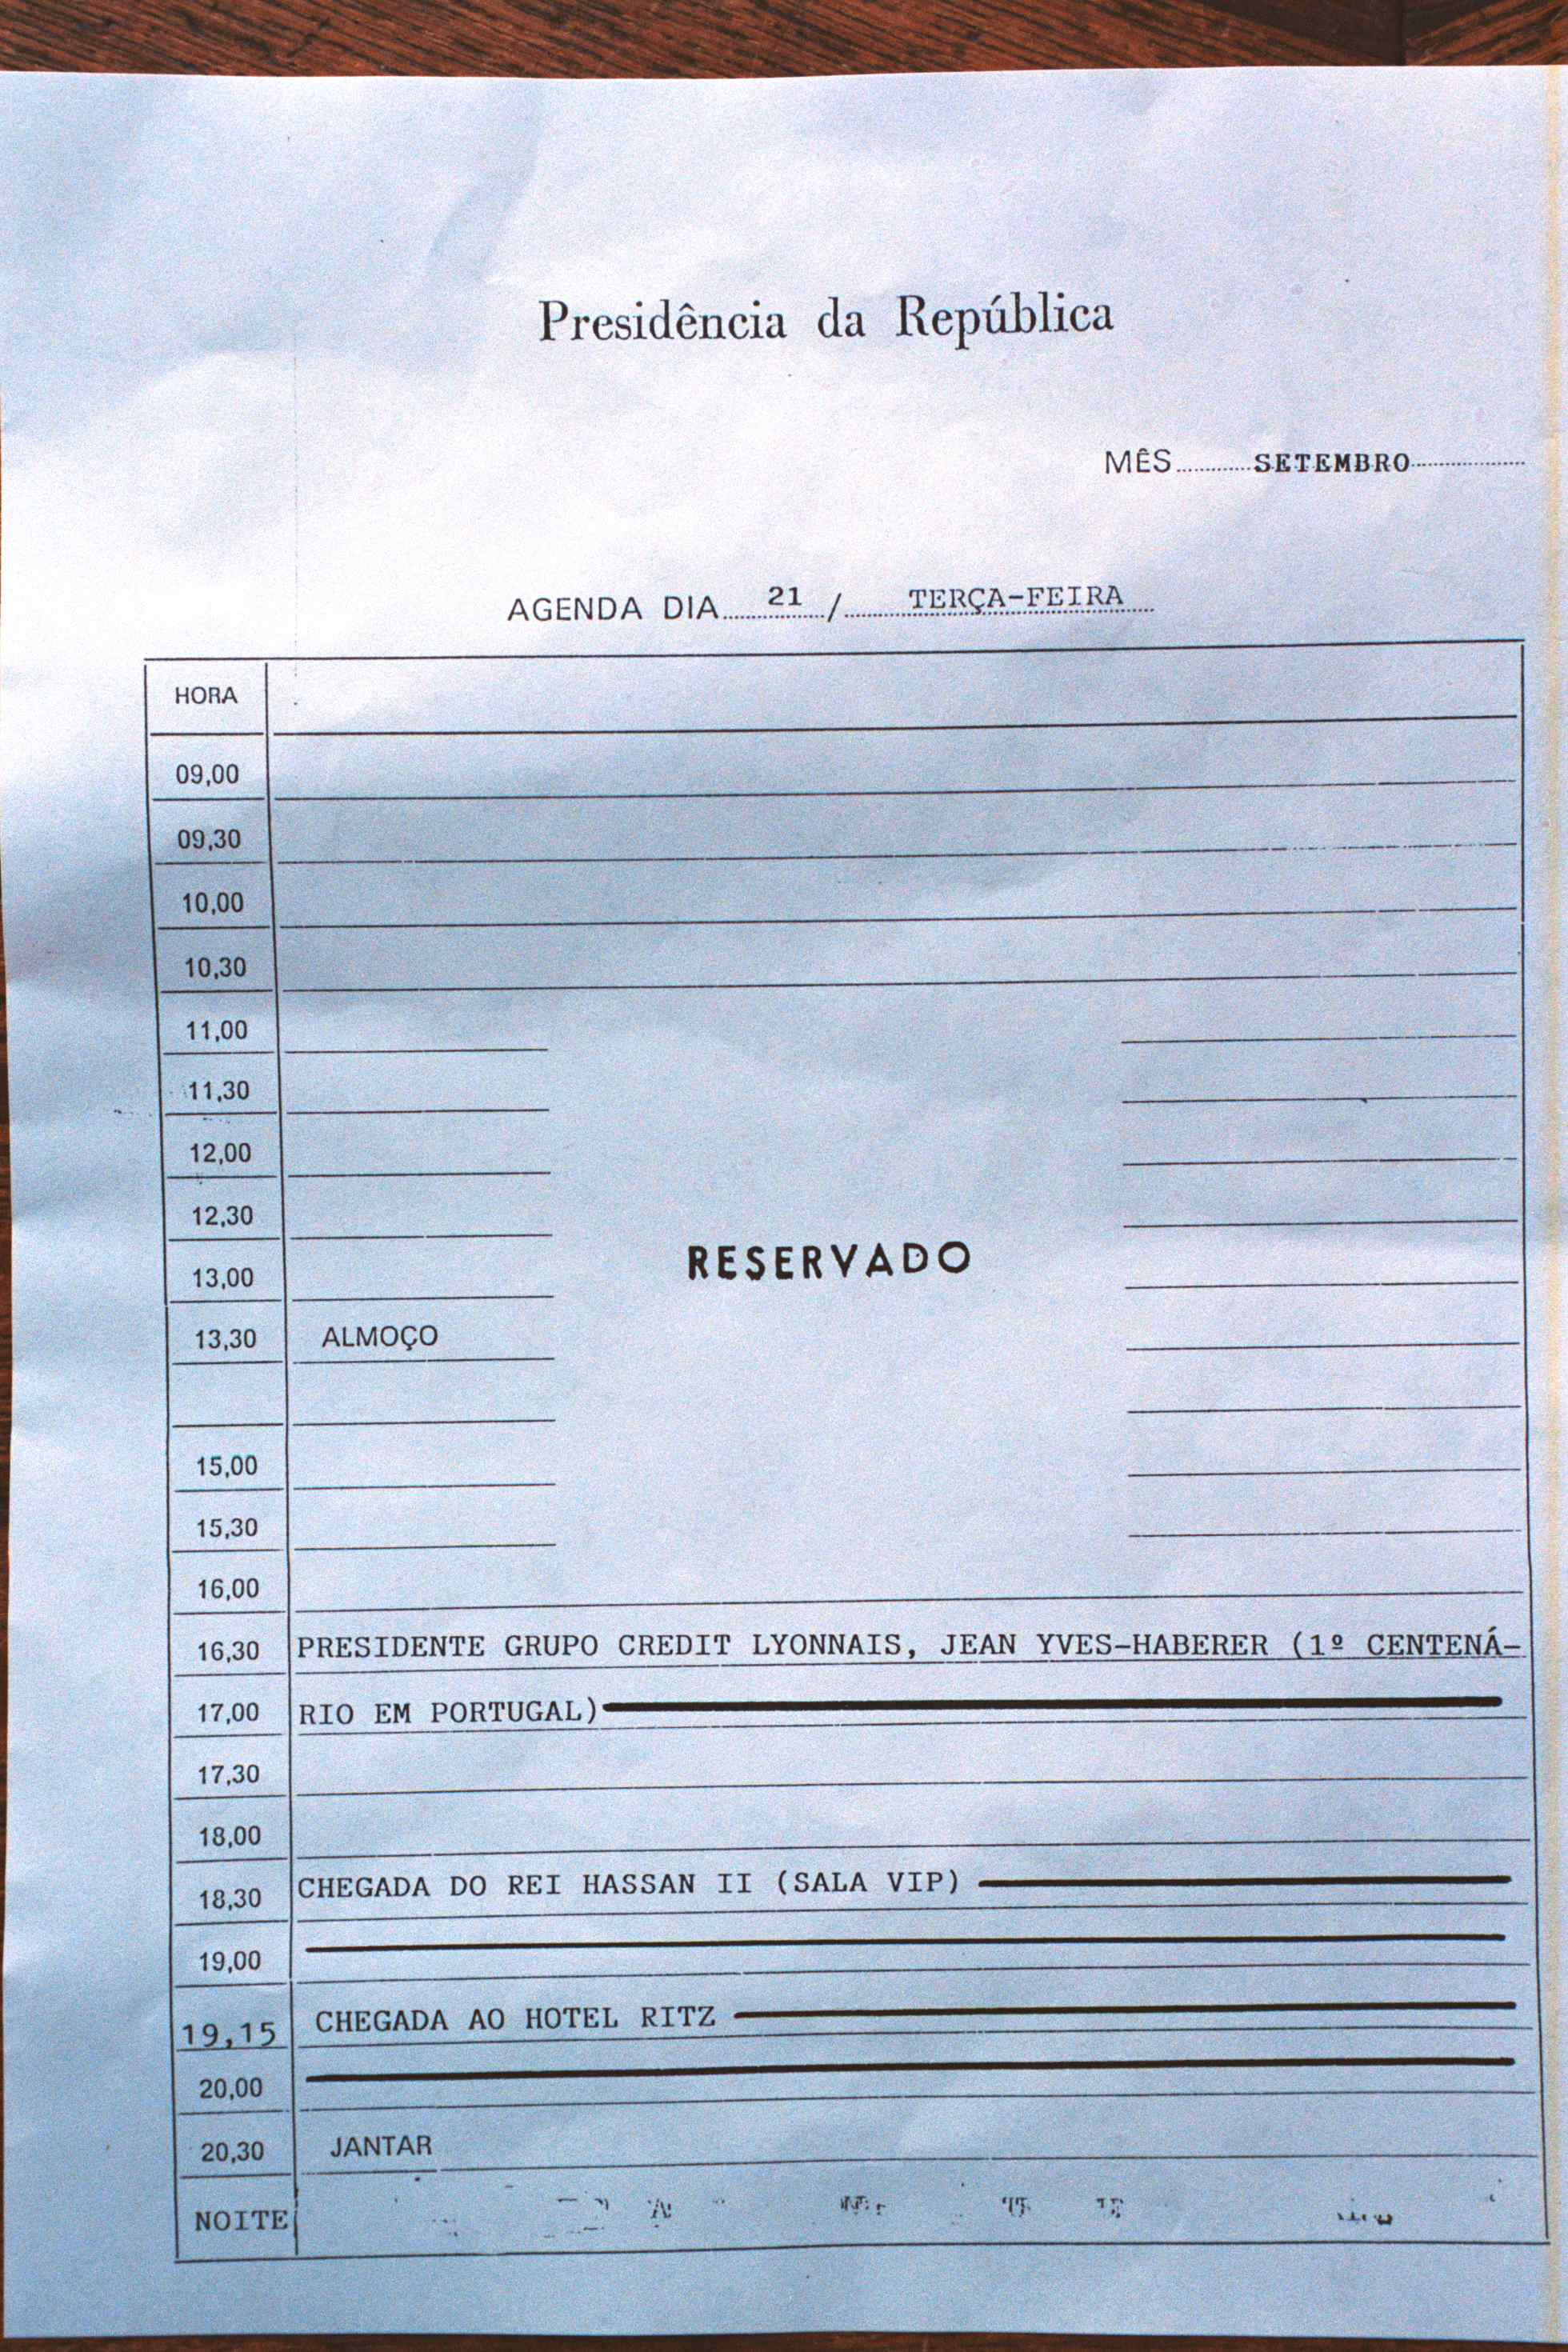 Presidência da República
MÊS SETEMBRO
AGENDA DIA 21 / TERÇA-FEIRA
HORA
09,00
09,30
10,00
10,30
11,00
11,30
12,00
12,30
RESERVADO
13,00
13,30 ALMOÇO
15,00
15,30
16,00
16,30 PRESIDENTE GRUPO CREDIT LYONNAIS, JEAN YVES-HABERER (1º CENTENÁ-
17,00 RIO EM PORTUGAL)
17,30
18,00
18,30 CHEGADA DO REI HASSAN II (SALA VIP)
19,00
19,15 CHEGADA AO HOTEL RITZ
20,00
20,30 JANTAR
NOITE